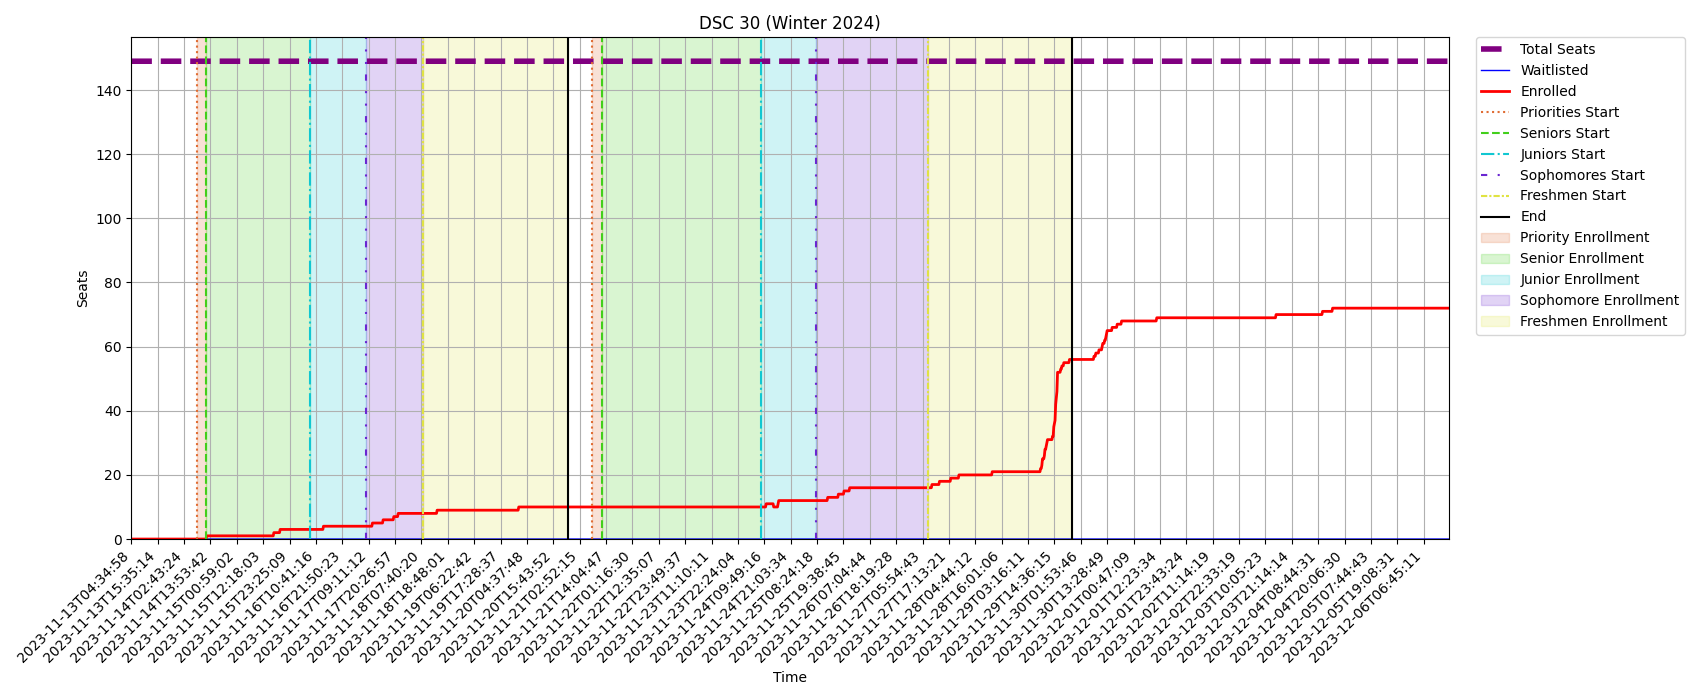 DSC 30 (Winter 2024)
Seats
140
120
100
80
60
40
20
0
2023-11-13T04:34:58
2023-11-13T15:35:14
2023-11-14T02:43:24
2023-11-14T13:53:42
2023-11-15T00:59:02
2023-11-15T12:18:03
2023-11-15T23:25:09
2023-11-16T10:41:16
2023-11-16T21:50:23
2023-11-17T09:11:12
2023-11-17T20:26:57
2023-11-18T07:40:20
2023-11-18T18:48:01
2023-11-19T06:22:42
2023-11-19T17:28:37
2023-11-20T04:37:48
2023-11-20T15:43:52
2023-11-21T02:52:15
2023-11-21T14:04:47
2023-11-22T01:16:30
2023-11-22T12:35:07
2023-11-22T23:49:37
2023-11-23T11:10:11
2023-11-23T22:24:04
2023-11-24T09:49:16
2023-11-24T21:03:34
2023-11-25T08:24:18
2023-11-25T19:38:45
2023-11-26T07:04:44
2023-11-26T18:19:28
2023-11-27T05:54:43
2023-11-27T17:13:21
2023-11-28T04:44:12
2023-11-28T16:01:06
2023-11-29T03:16:11
2023-11-29T14:36:15
2023-11-30T01:53:46
2023-11-30T13:28:49
2023-12-01T00:47:09
2023-12-01T12:23:34
2023-12-01T23:43:24
2023-12-02T11:14:19
2023-12-02T22:33:19
2023-12-03T10:05:23
2023-12-03T21:14:14
2023-12-04T08:44:31
2023-12-04T20:06:30
2023-12-05T07:44:43
2023-12-05T19:08:31
2023-12-06T06:45:11
Time
Total Seats
Waitlisted
Enrolled
Priorities Start
Seniors Start
Juniors Start
Sophomores Start
Freshmen Start
End
Priority Enrollment
Senior Enrollment
Junior Enrollment
Sophomore Enrollment
Freshmen Enrollment